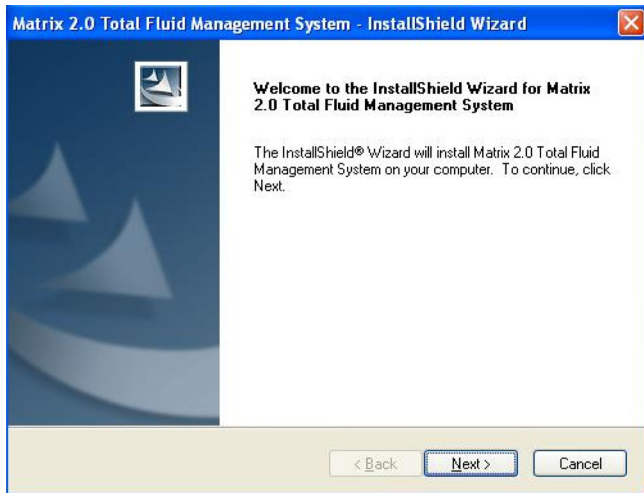 Matrix 2.0 Total Fluid Management System - InstallShield Wizard
Welcome to the InstallShield Wizard for Matrix
2.0 Total Fluid Management System
The InstallShield® Wizard will install Matrix 2.0 Total Fluid
Management System on your computer. To continue, click
Next.
< Back Next > Cancel